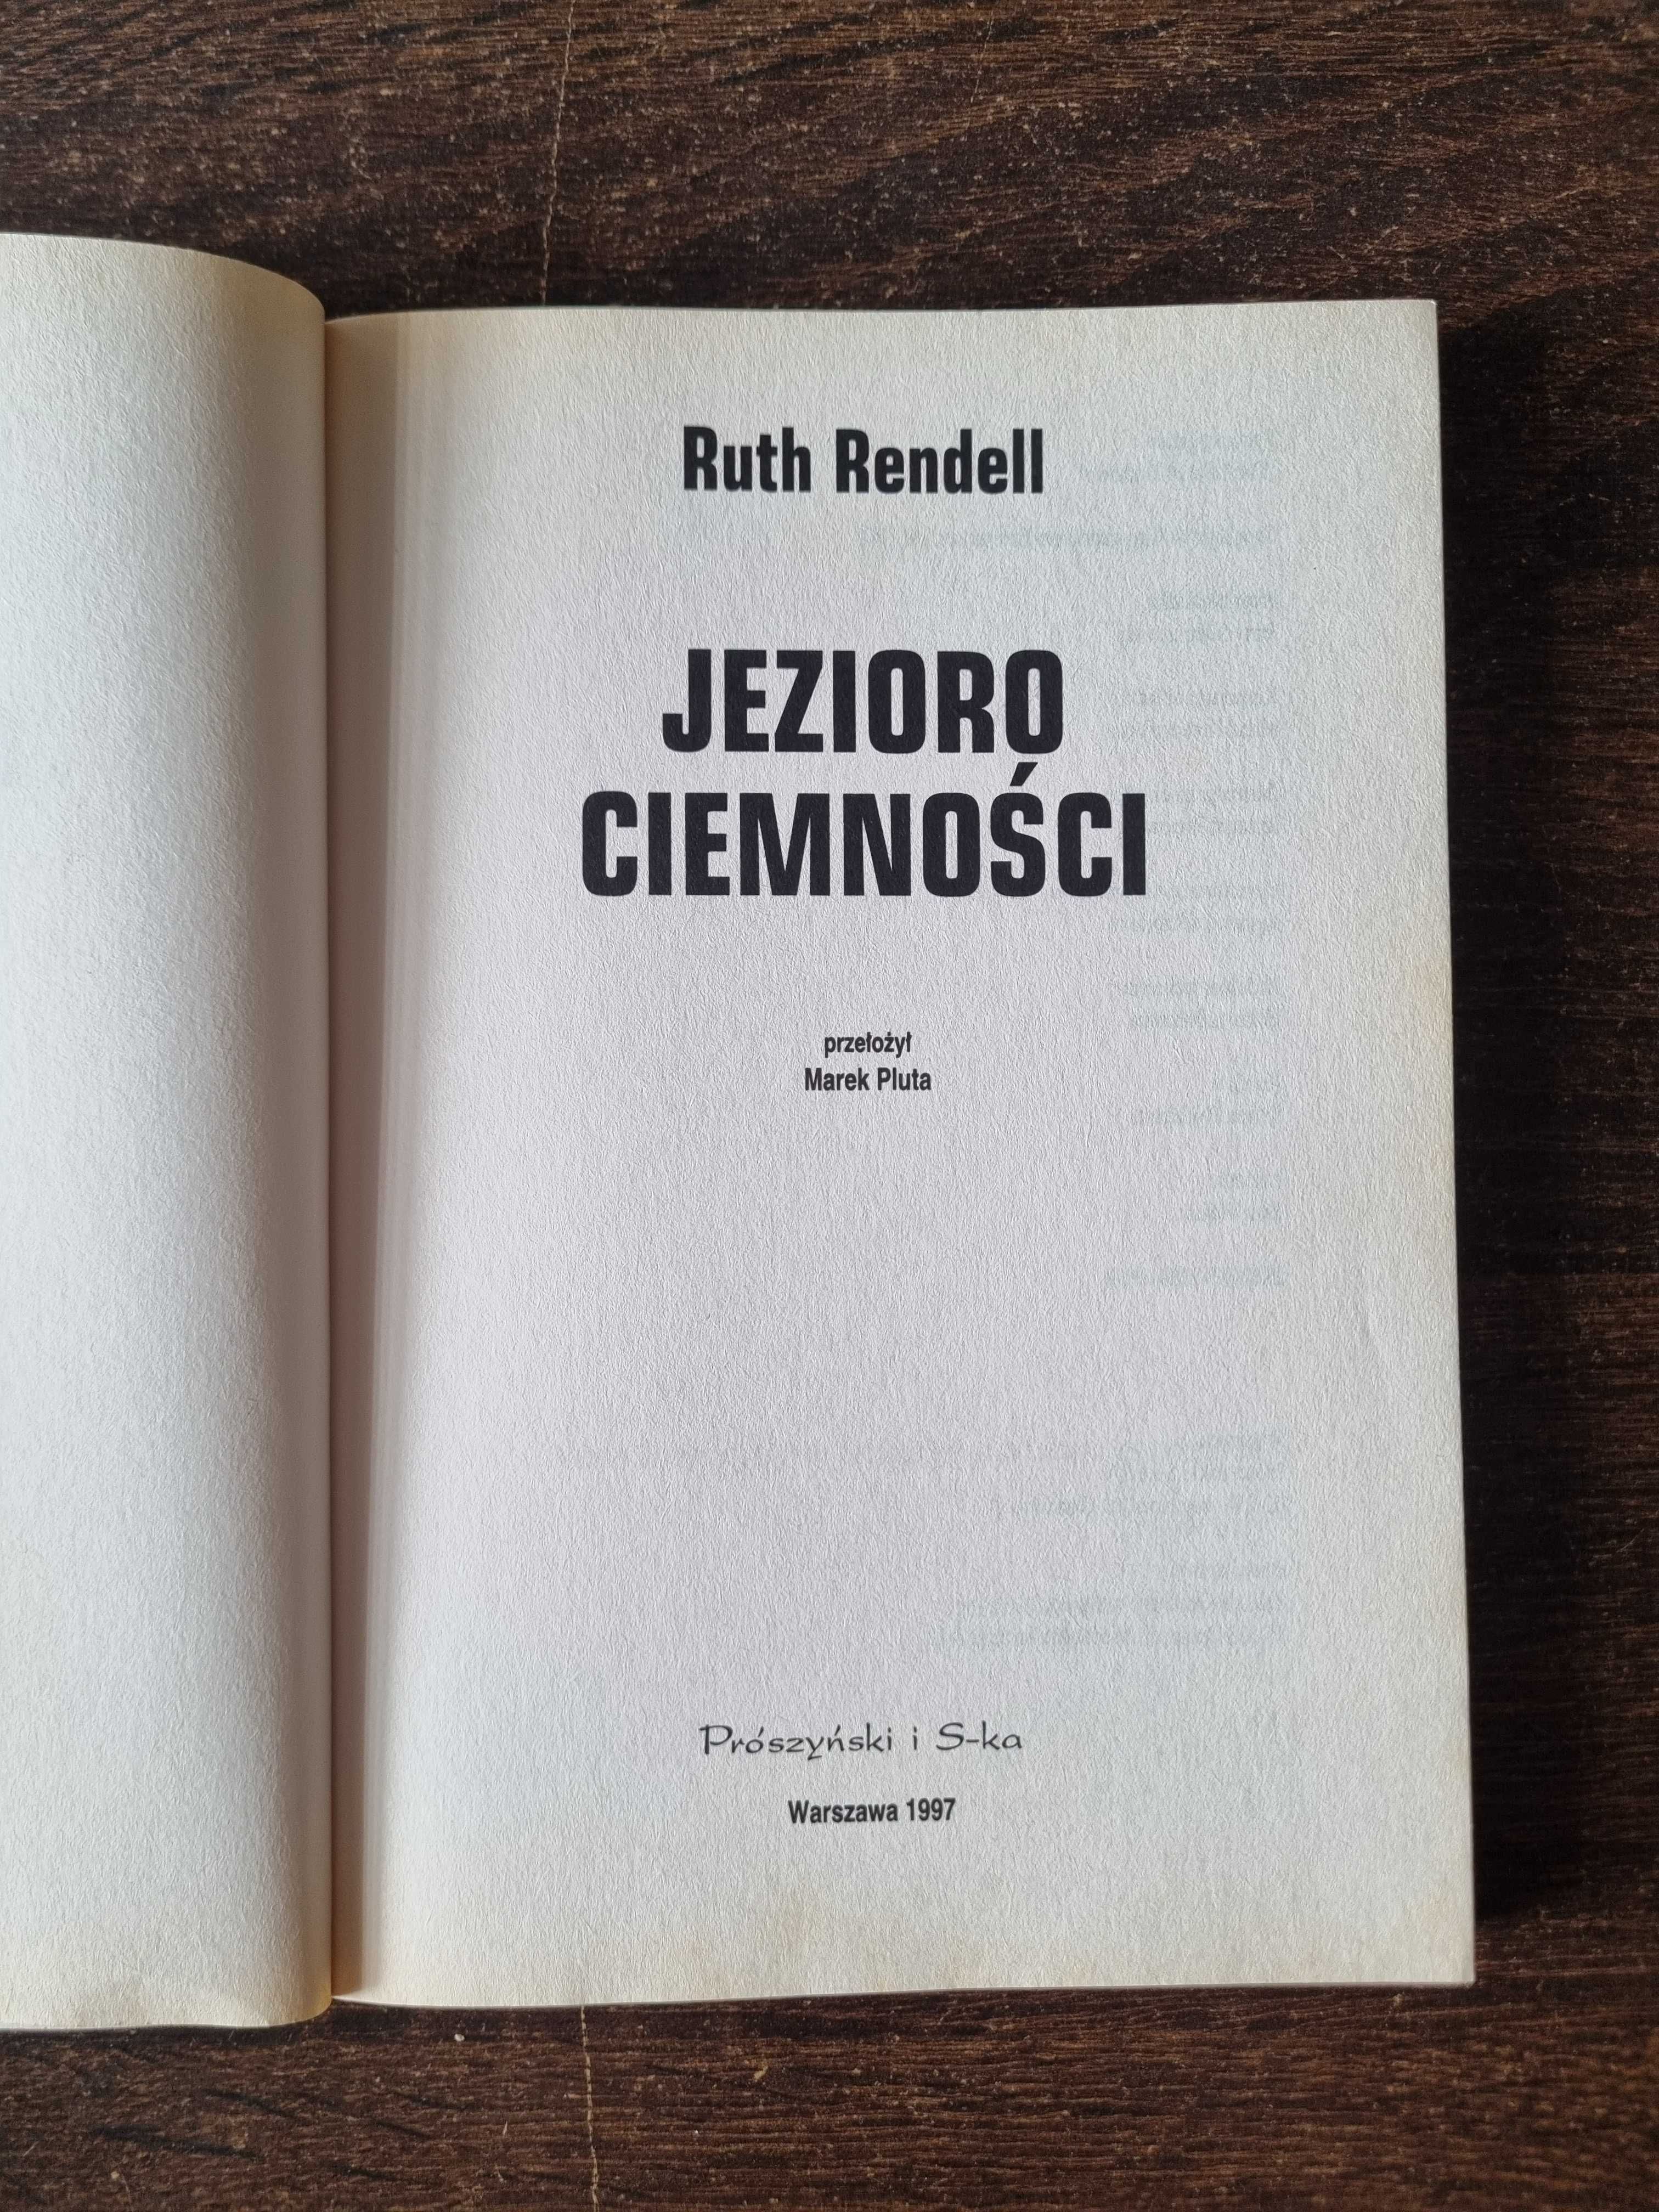 Ruth Rendell
JEZIORO
CIEMNOŚCI
przełożył
Marek Pluta
Prószyński i S-ka
Warszawa 1997